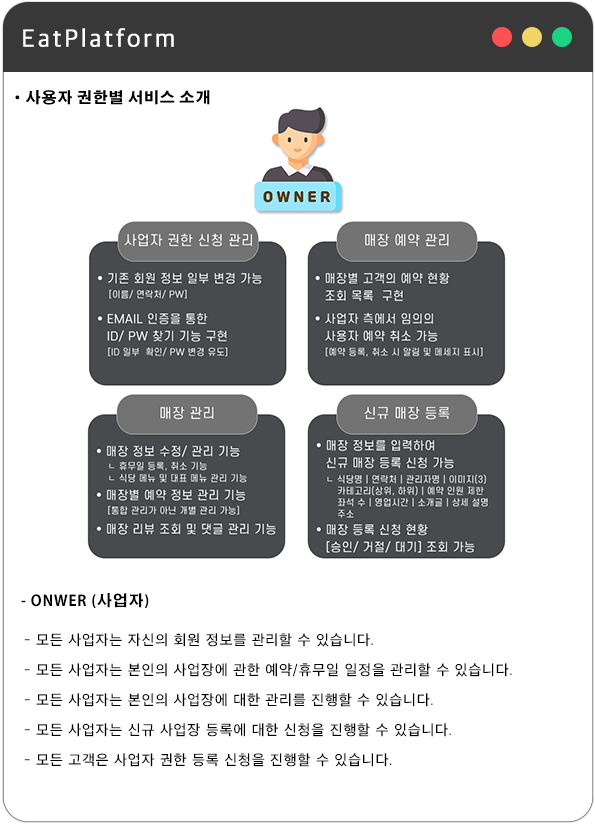 EatPlatform
• 사용자 권한별 서비스 소개
OWNER
사업자 권한 신청 관리
• 기존 회원 정보 일부 변경 가능
[이름/ 연락처/ PW]
• EMAIL 인증을 통한
ID/ PW 찾기 기능 구현
[ID 일부 확인/ PW 변경 유도]
매장 예약 관리
• 매장별 고객의 예약 현황
조회 목록 구현
• 사업자 측에서 임의의
사용자 예약 취소 가능
[예약 등록, 취소 시 알림 및 메세지 표시]
매장 관리
• 매장 정보 수정/ 관리 기능
ㄴ 휴무일 등록, 취소 기능
ㄴ 식당 메뉴 및 대표 메뉴 관리 기능
• 매장별 예약 정보 관리 기능
[통합 관리가 아닌 개별 관리 가능]
• 매장 리뷰 조회 및 댓글 관리 기능
신규 매장 등록
• 매장 정보를 입력하여
신규 매장 등록 신청 가능
ㄴ 식당명 | 연락처 | 관리자명 | 이미지(3)
카테고리(상위, 하위) | 예약 인원 제한
좌석 수 | 영업시간 | 소개글 | 상세 설명
주소
• 매장 등록 신청 현황
[승인/ 거절/ 대기] 조회 가능
- ONWER (사업자)
- 모든 사업자는 자신의 회원 정보를 관리할 수 있습니다.
- 모든 사업자는 본인의 사업장에 관한 예약/휴무일 일정을 관리할 수 있습니다.
- 모든 사업자는 본인의 사업장에 대한 관리를 진행할 수 있습니다.
- 모든 사업자는 신규 사업장 등록에 대한 신청을 진행할 수 있습니다.
- 모든 고객은 사업자 권한 등록 신청을 진행할 수 있습니다.